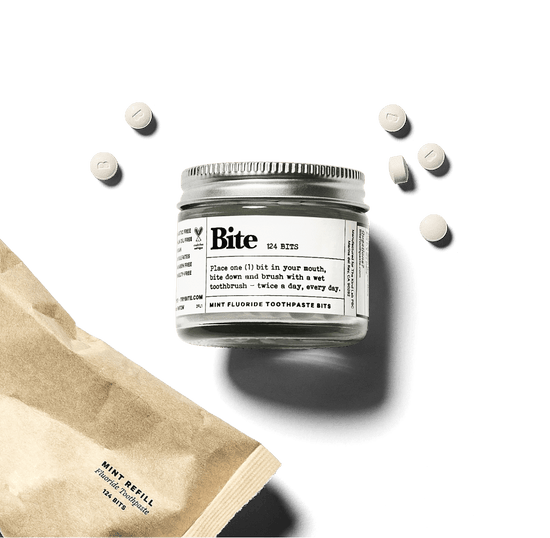 Bite 124 BITS
Place one (1) bit in your mouth,
bite down and brush with a wet
toothbrush — twice a day, every day.
MINT FLUORIDE TOOTHPASTE BITS
MINT REFILL
Fluoride Toothpaste
124 BITS